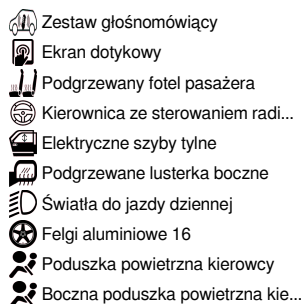 Zestaw głośnomówiący
Ekran dotykowy
Podgrzewany fotel pasażera
Kierownica ze sterowaniem radi...
Elektryczne szyby tylne
Podgrzewane lusterka boczne
Światła do jazdy dziennej
Felgi aluminiowe 16
Poduszka powietrzna kierowcy
Boczna poduszka powietrzna kie...